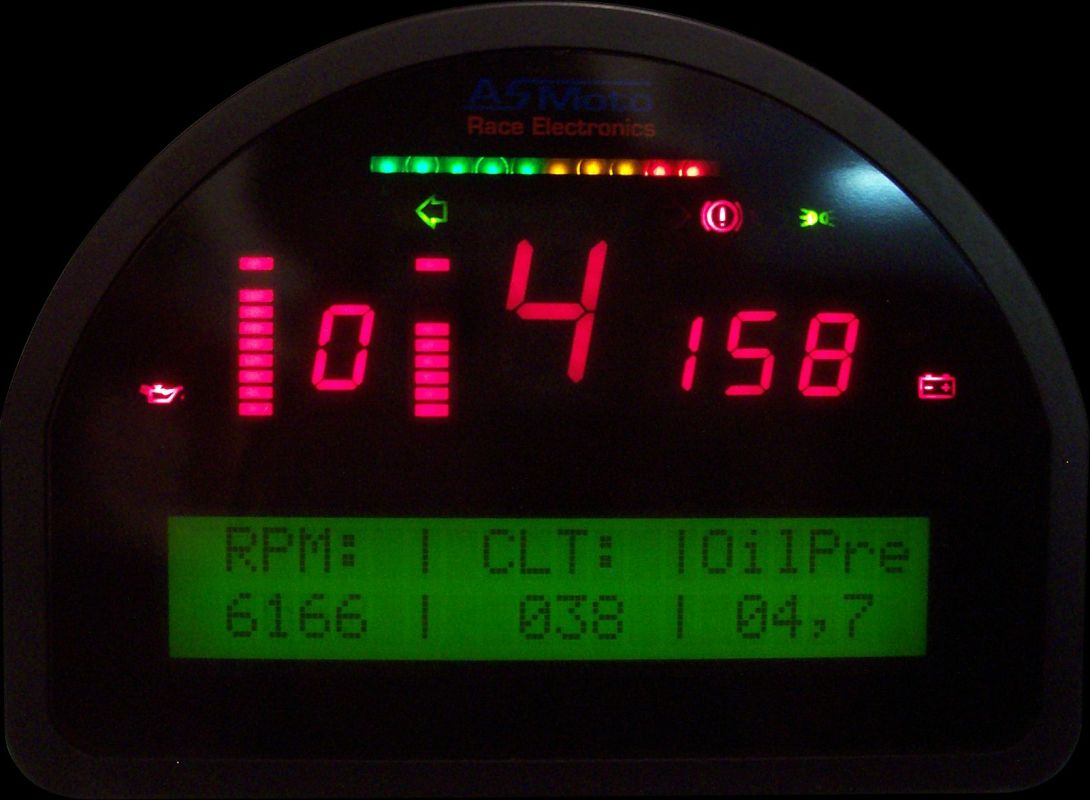 ASMoto
Race Electronics
0 4 158
RPM: | CLT: |OilPre
6166 | 038 | 04,7